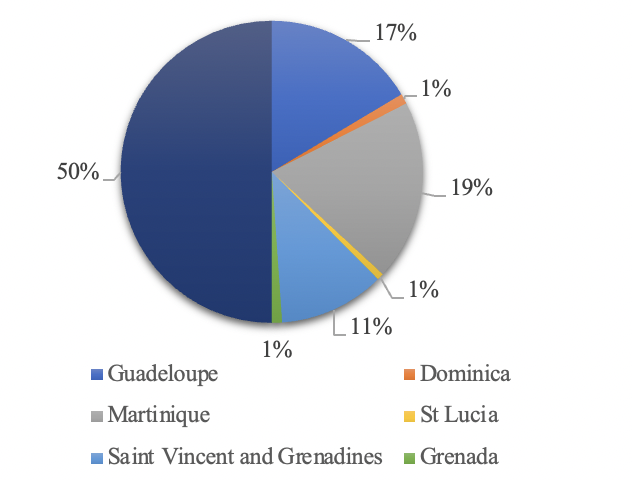 17%
1%
50%
19%
1%
11%
1%
Guadeloupe
Dominica
Martinique
St Lucia
Saint Vincent and Grenadines
Grenada